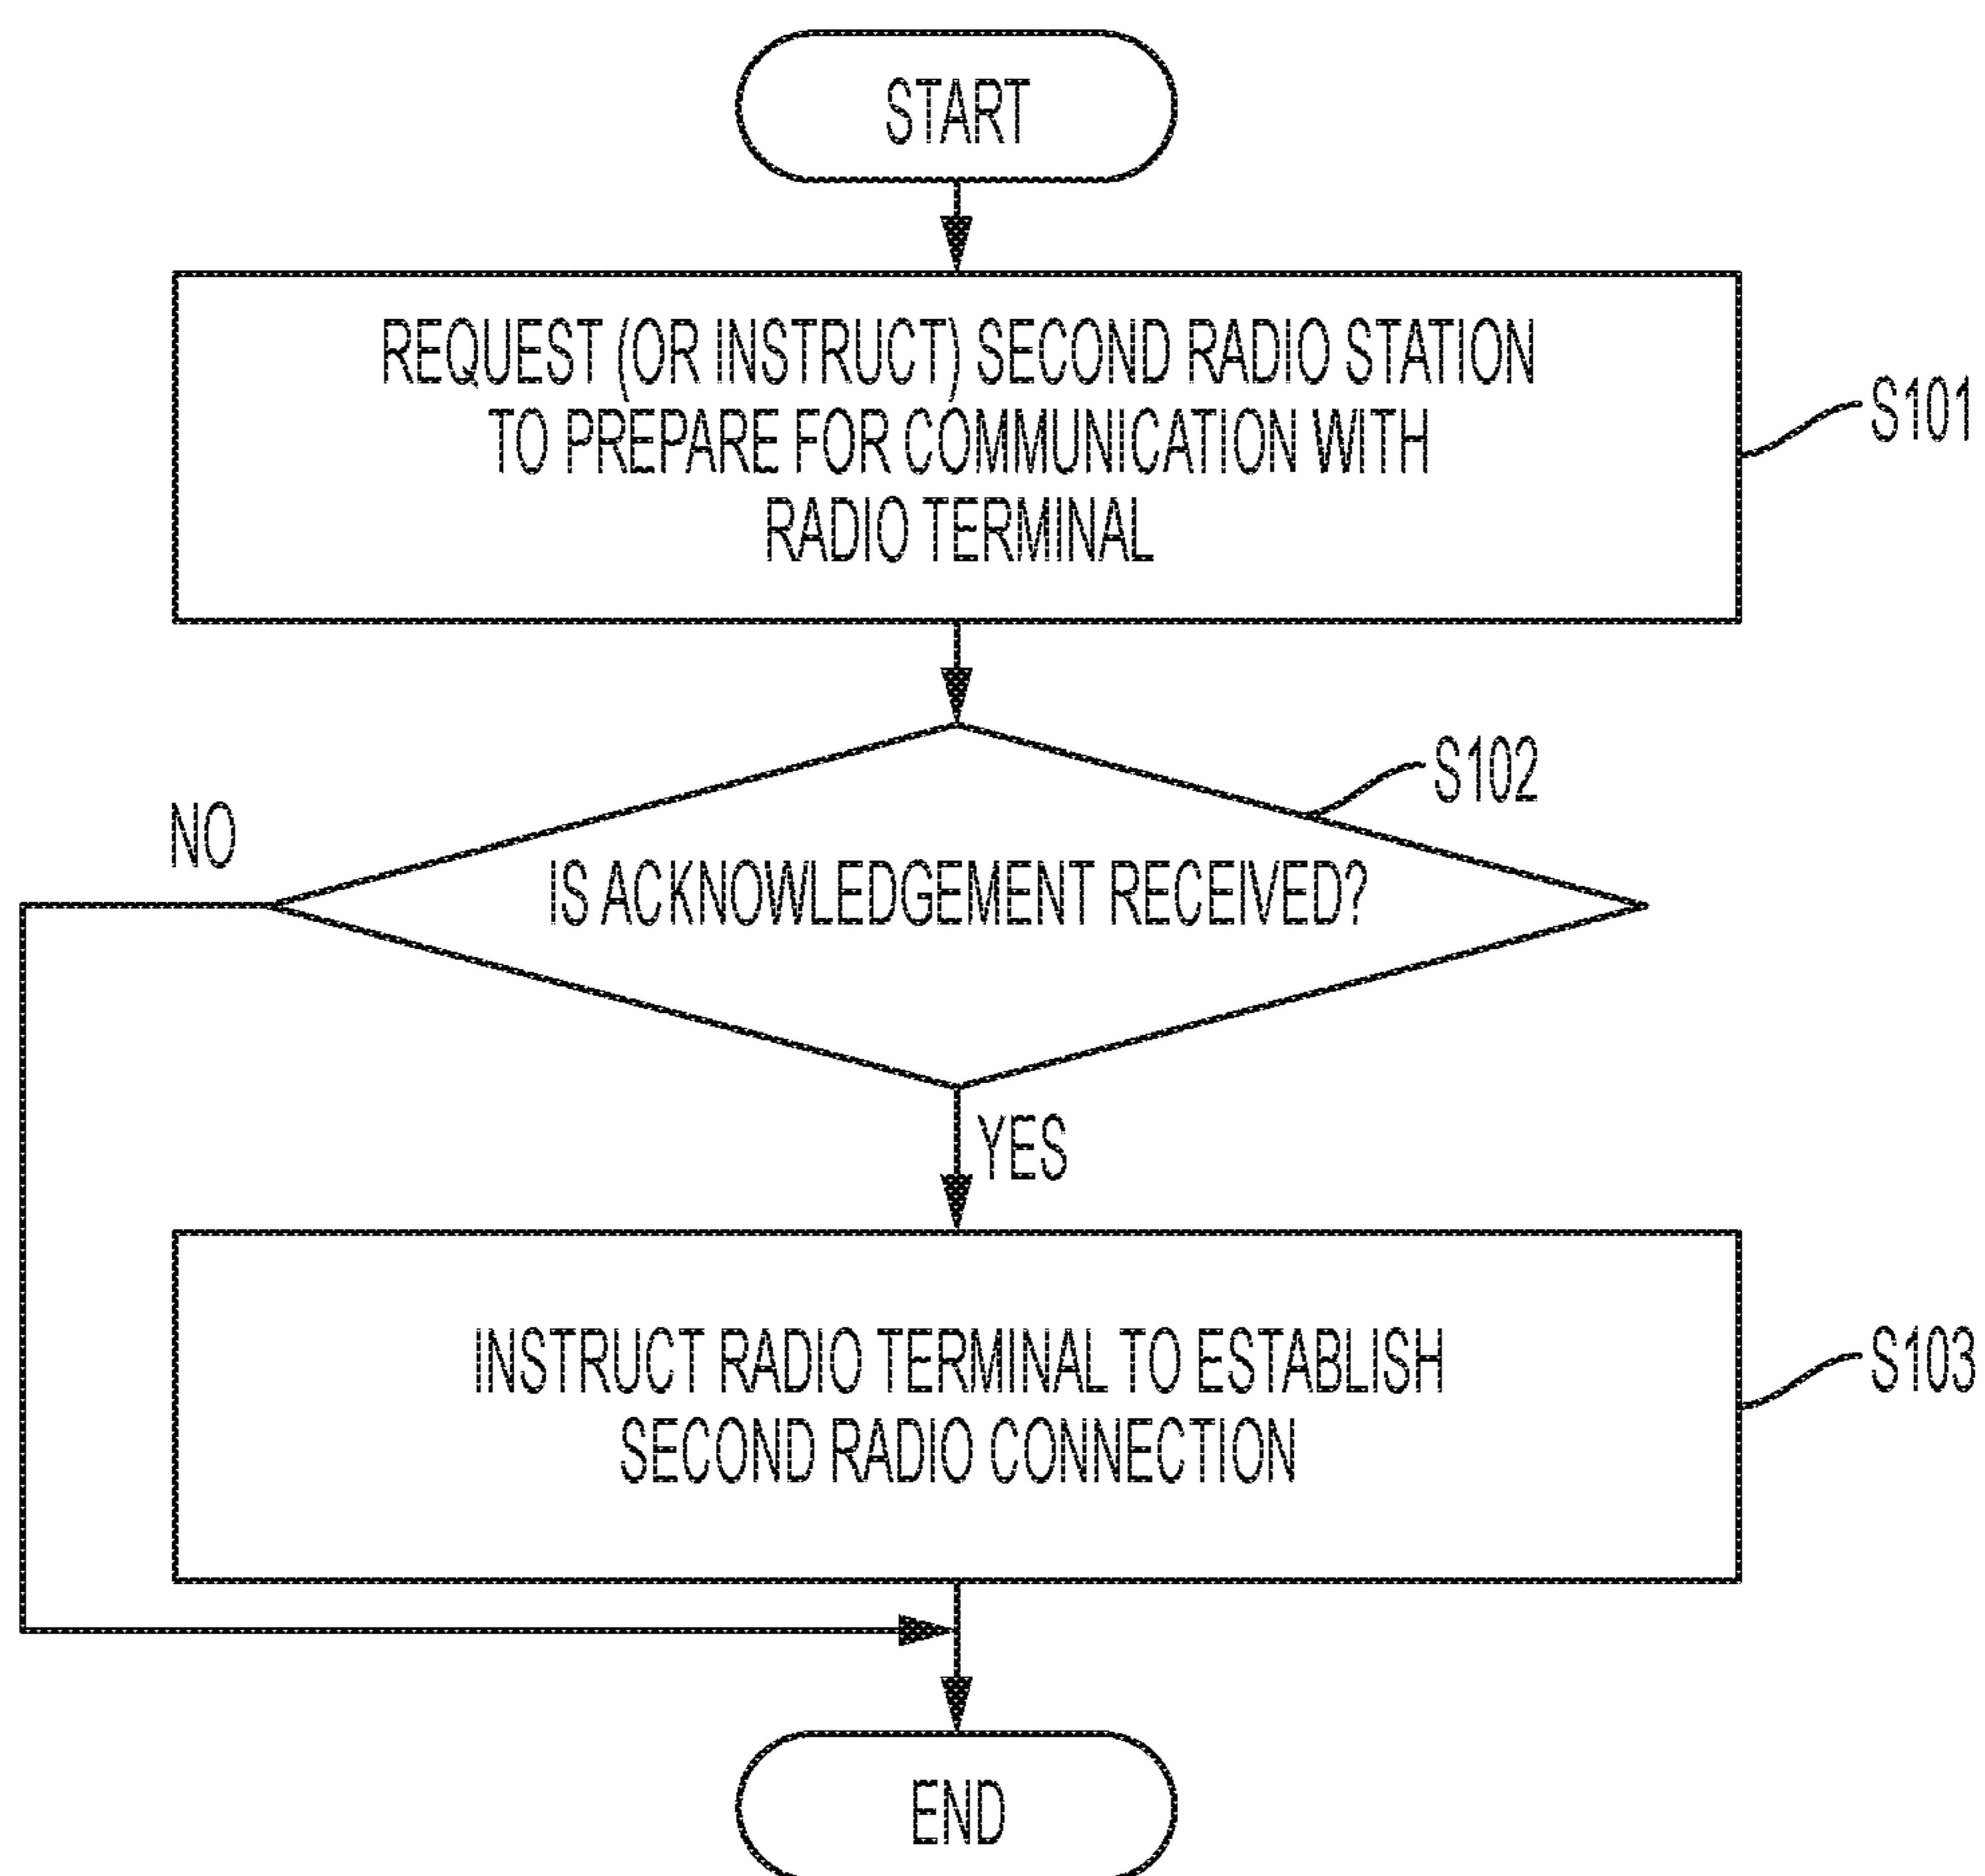 START
REQUEST (OR INSTRUCT) SECOND RADIO STATION
TO PREPARE FOR COMMUNICATION WITH
RADIO TERMINAL
S101
S102
NO
IS ACKNOWLEDGEMENT RECEIVED?
YES
INSTRUCT RADIO TERMINAL TO ESTABLISH
SECOND RADIO CONNECTION
S103
END